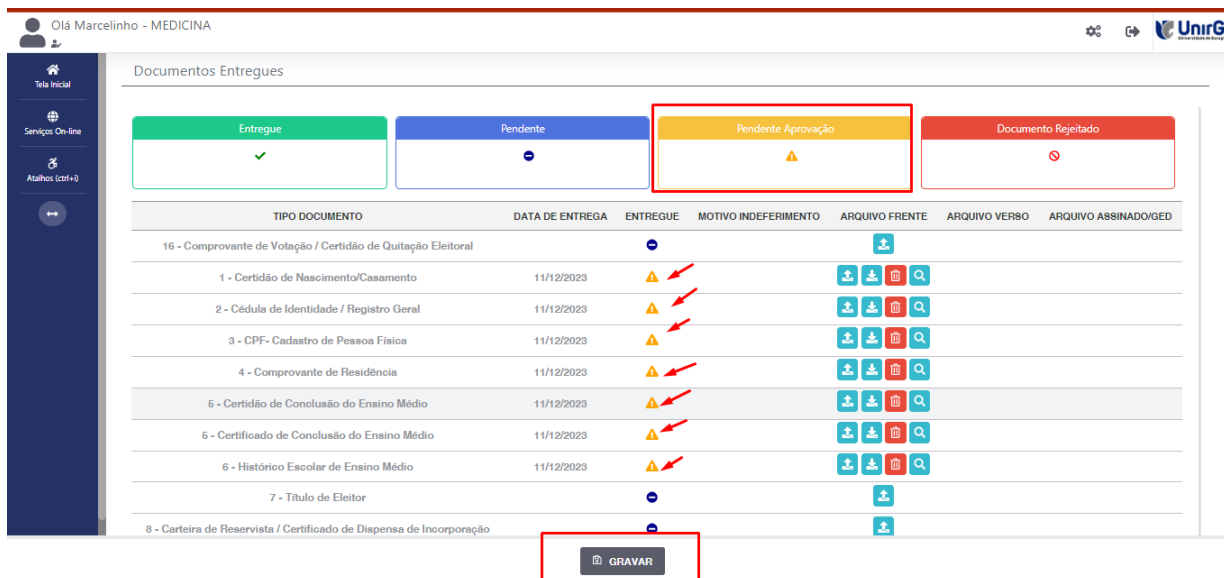 Olá Marcelinho - MEDICINA
UnirG
Tela Inicial
Serviços On-line
Atalhos (ctrl+i)
Documentos Entregues
Entregue Pendente Pendente Aprovação Documento Rejeitado
TIPO DOCUMENTO DATA DE ENTREGA ENTREGUE MOTIVO INDEFERIMENTO ARQUIVO FRENTE ARQUIVO VERSO ARQUIVO ASSINADO/GED
16 - Comprovante de Votação / Certidão de Quitação Eleitoral
1 - Certidão de Nascimento/Casamento 11/12/2023
2 - Cédula de Identidade / Registro Geral 11/12/2023
3 - CPF- Cadastro de Pessoa Física 11/12/2023
4 - Comprovante de Residência 11/12/2023
5 - Certidão de Conclusão do Ensino Médio 11/12/2023
5 - Certificado de Conclusão do Ensino Médio 11/12/2023
6 - Histórico Escolar de Ensino Médio 11/12/2023
7 - Título de Eleitor
8 - Carteira de Reservista / Certificado de Dispensa de Incorporação
GRAVAR